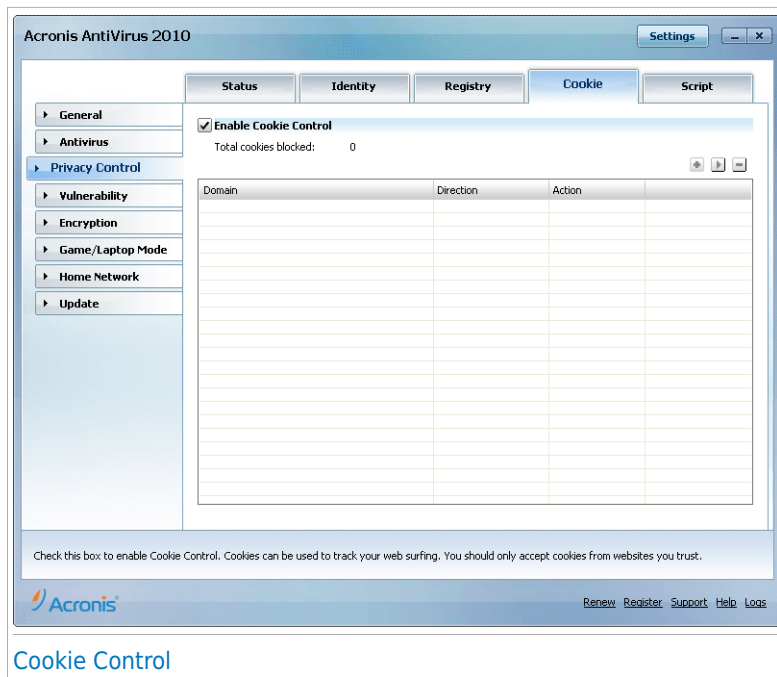 Acronis AntiVirus 2010
Settings
Status
Identity
Registry
Cookie
Script
General
Antivirus
Privacy Control
Vulnerability
Encryption
Game/Laptop Mode
Home Network
Update
Enable Cookie Control
Total cookies blocked: 0
Domain
Direction
Action
Check this box to enable Cookie Control. Cookies can be used to track your web surfing. You should only accept cookies from websites you trust.
Acronis
Renew Register Support Help Logs
Cookie Control